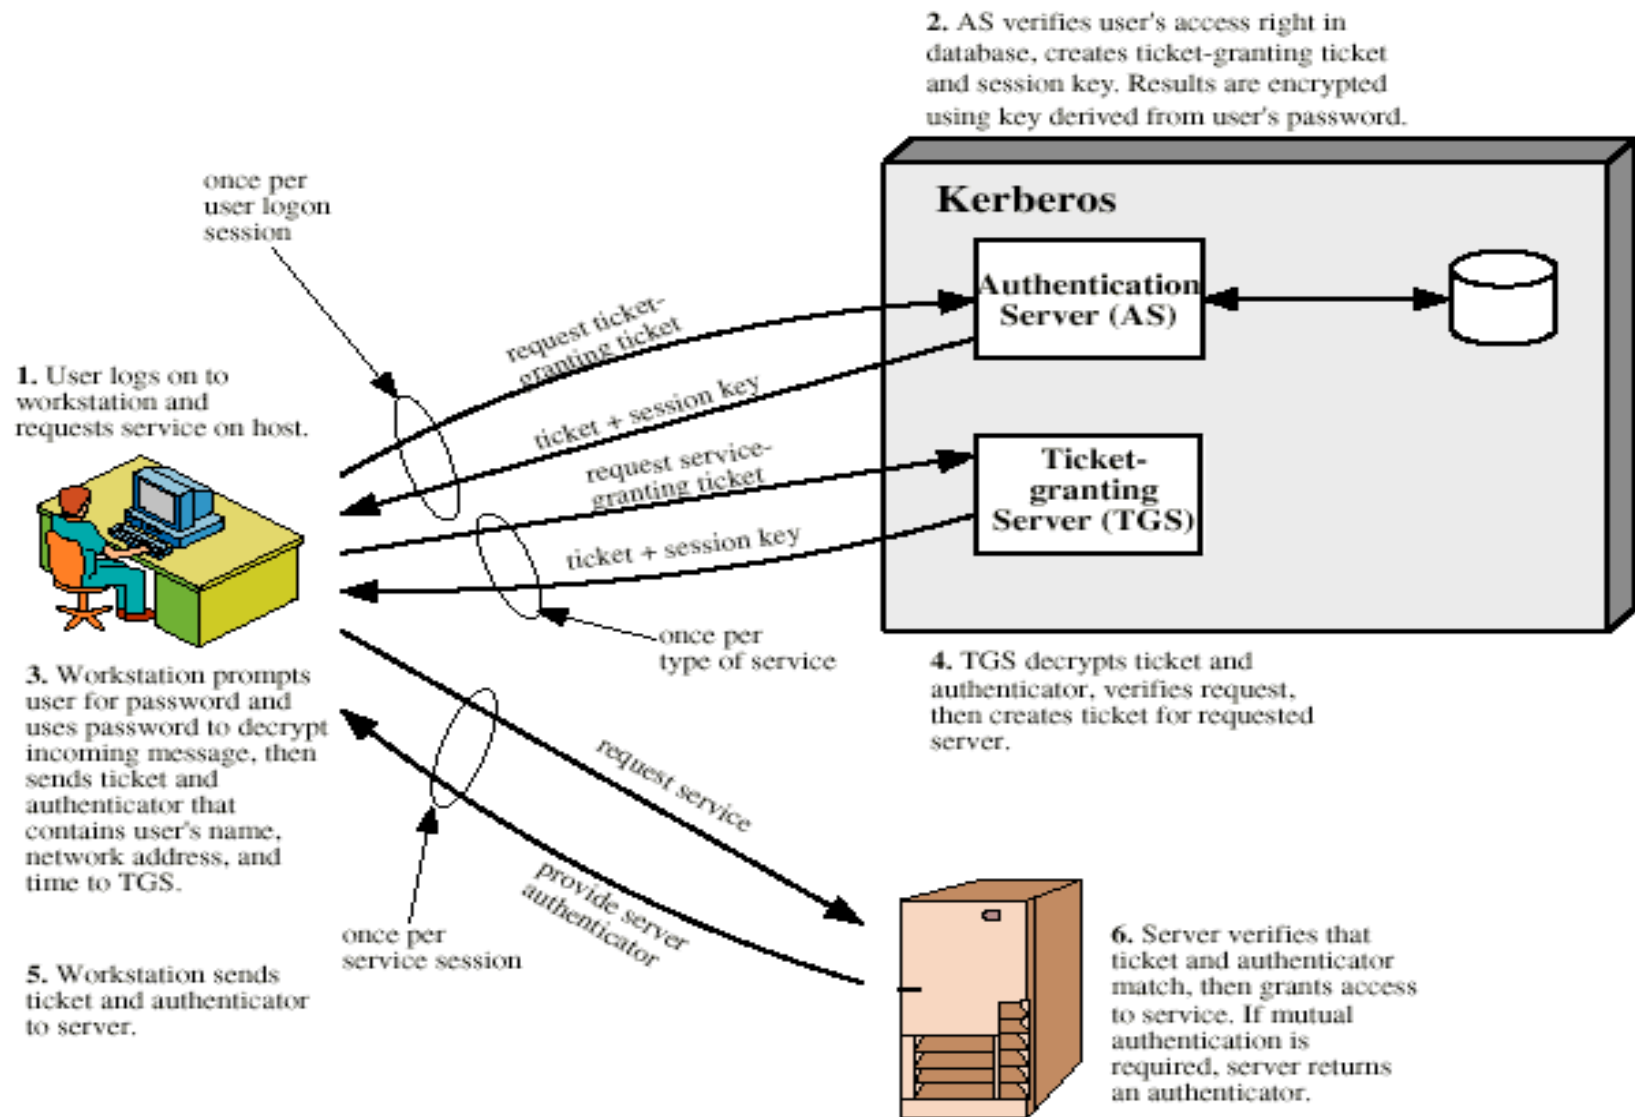 2. AS verifies user's access right in
database, creates ticket-granting ticket
and session key. Results are encrypted
using key derived from user's password.
once per
user logon
session
Kerberos
Authentication
Server (AS)
request ticket-
granting ticket
1. User logs on to
workstation and
requests service on host.
ticket + session key
request service-
granting ticket
Ticket-
granting
Server (TGS)
ticket + session key
once per
type of service
3. Workstation prompts
user for password and
uses password to decrypt
incoming message, then
sends ticket and
authenticator that
contains user's name,
network address, and
time to TGS.
4. TGS decrypts ticket and
authenticator, verifies request,
then creates ticket for requested
server.
request service
provide server
authenticator
once per
service session
5. Workstation sends
ticket and authenticator
to server.
6. Server verifies that
ticket and authenticator
match, then grants access
to service. If mutual
authentication is
required, server returns
an authenticator.